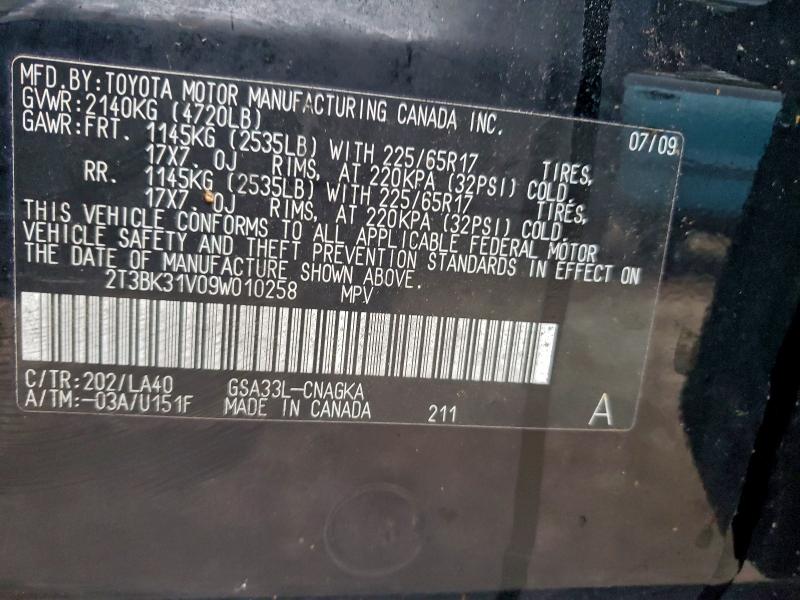 MFD.BY:TOYOTA MOTOR MANUFACTURING CANADA INC.
GVWR:2140KG (4720LB) 07/09
GAWR:FRT. 1145KG (2535LB) WITH 225/65R17 TIRES,
17X7. 0J RIMS, AT 220KPA (32PSI) COLD
RR. 1145KG (2535LB) WITH 225/65R17 TIRES,
17X7. 0J RIMS, AT 220KPA (32PSI) COLD
THIS VEHICLE CONFORMS TO ALL APPLICABLE FEDERAL MOTOR
VEHICLE SAFETY AND THEFT PREVENTION STANDARDS IN EFFECT ON
THE DATE OF MANUFACTURE SHOWN ABOVE.
2T3BK31V09W010258 MPV
C/TR:202/LA40 GSA33L-CNAGKA
A/TM:-03A/U151F MADE IN CANADA 211 A